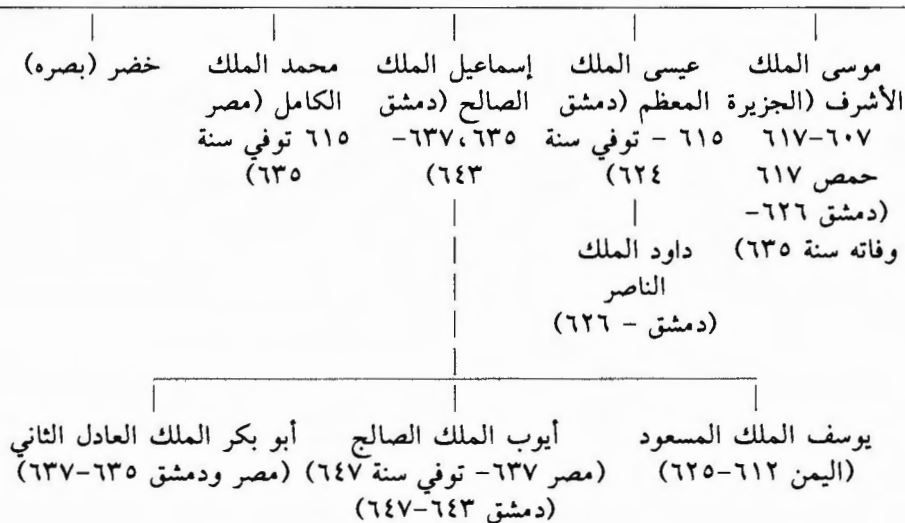 موسى الملك
الأشرف (الجزيرة
٦٠٧-٦١٧
حمص ٦١٧
(دمشق ٦٢٦-
وفاته سنة ٦٣٥)
عيسى الملك
المعظم (دمشق
٦١٥ - توفي سنة
٦٢٤)
داود الملك
الناصر
(دمشق - ٦٢٦)
إسماعيل الملك
الصالح (دمشق
٦٣٥،٦٣٧-
٦٤٣)
محمد الملك
الكامل (مصر
٦١٥ توفي سنة
٦٣٥)
خضر (بصره)
يوسف الملك المسعود
(اليمن ٦١٢-٦٢٥)
أيوب الملك الصالج
(مصر ٦٣٧- توفي سنة ٦٤٧)
(دمشق ٦٤٣-٦٤٧)
أبو بكر الملك العادل الثاني
(مصر ودمشق ٦٣٥-٦٣٧)